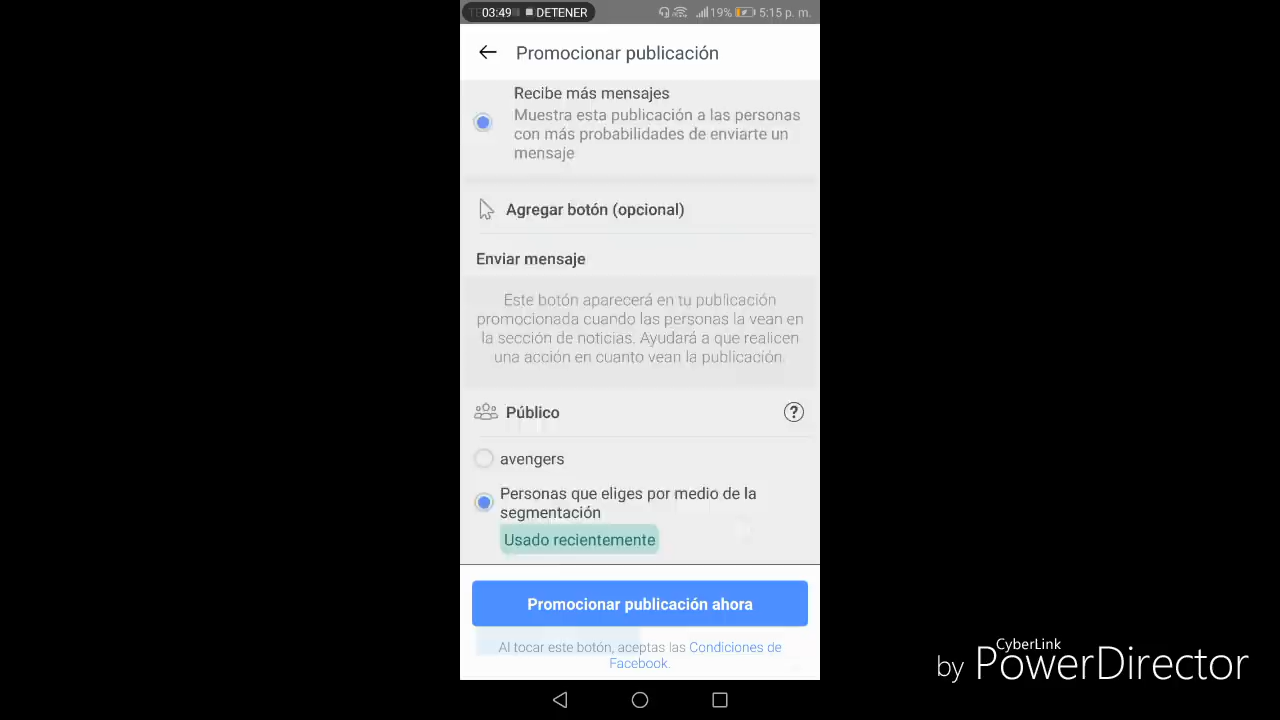 03:49 DETENER 19% 5:15 p. m.
Promocionar publicación
Recibe más mensajes
Muestra esta publicación a las personas
con más probabilidades de enviarte un
mensaje
Agregar botón (opcional)
Enviar mensaje
Este botón aparecerá en tu publicación
promocionada cuando las personas la vean en
la sección de noticias. Ayudará a que realicen
una acción en cuanto vean la publicación.
Público ?
avengers
Personas que eliges por medio de la
segmentación
Usado recientemente
Promocionar publicación ahora
Al tocar este botón, aceptas las Condiciones de
Facebook.
CyberLink
by PowerDirector